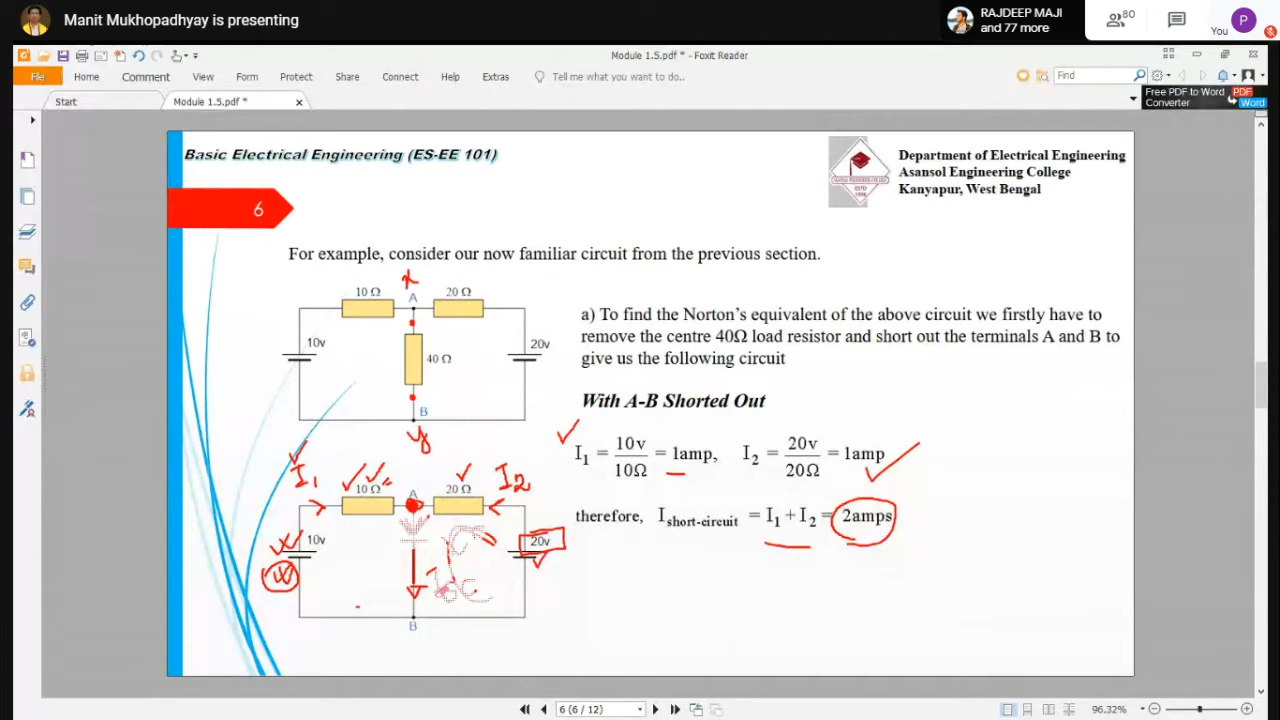 Manit Mukhopadhyay is presenting
RAJDEEP MAJI
and 77 more
80
You
P
Module 1.5.pdf * - Foxit Reader
File Home Comment View Form Protect Share Connect Help Extras Tell me what you want to do.. Find
Start Module 1.5.pdf *
Free PDF to Word Converter PDF Word
Basic Electrical Engineering (ES-EE 101)
Department of Electrical Engineering
Asansol Engineering College
Kanyapur, West Bengal
6
For example, consider our now familiar circuit from the previous section.
x
10 Ω A 20 Ω
10v 40 Ω 20v
B
y
a) To find the Norton's equivalent of the above circuit we firstly have to
remove the centre 40Ω load resistor and short out the terminals A and B to
give us the following circuit
With A-B Shorted Out
I1 = 10v/10Ω = 1amp, I2 = 20v/20Ω = 1amp
therefore, Ishort-circuit = I1 + I2 = 2amps
I1 I2
10 Ω A 20 Ω
10v 20v
B
6 (6 / 12)
96.32%